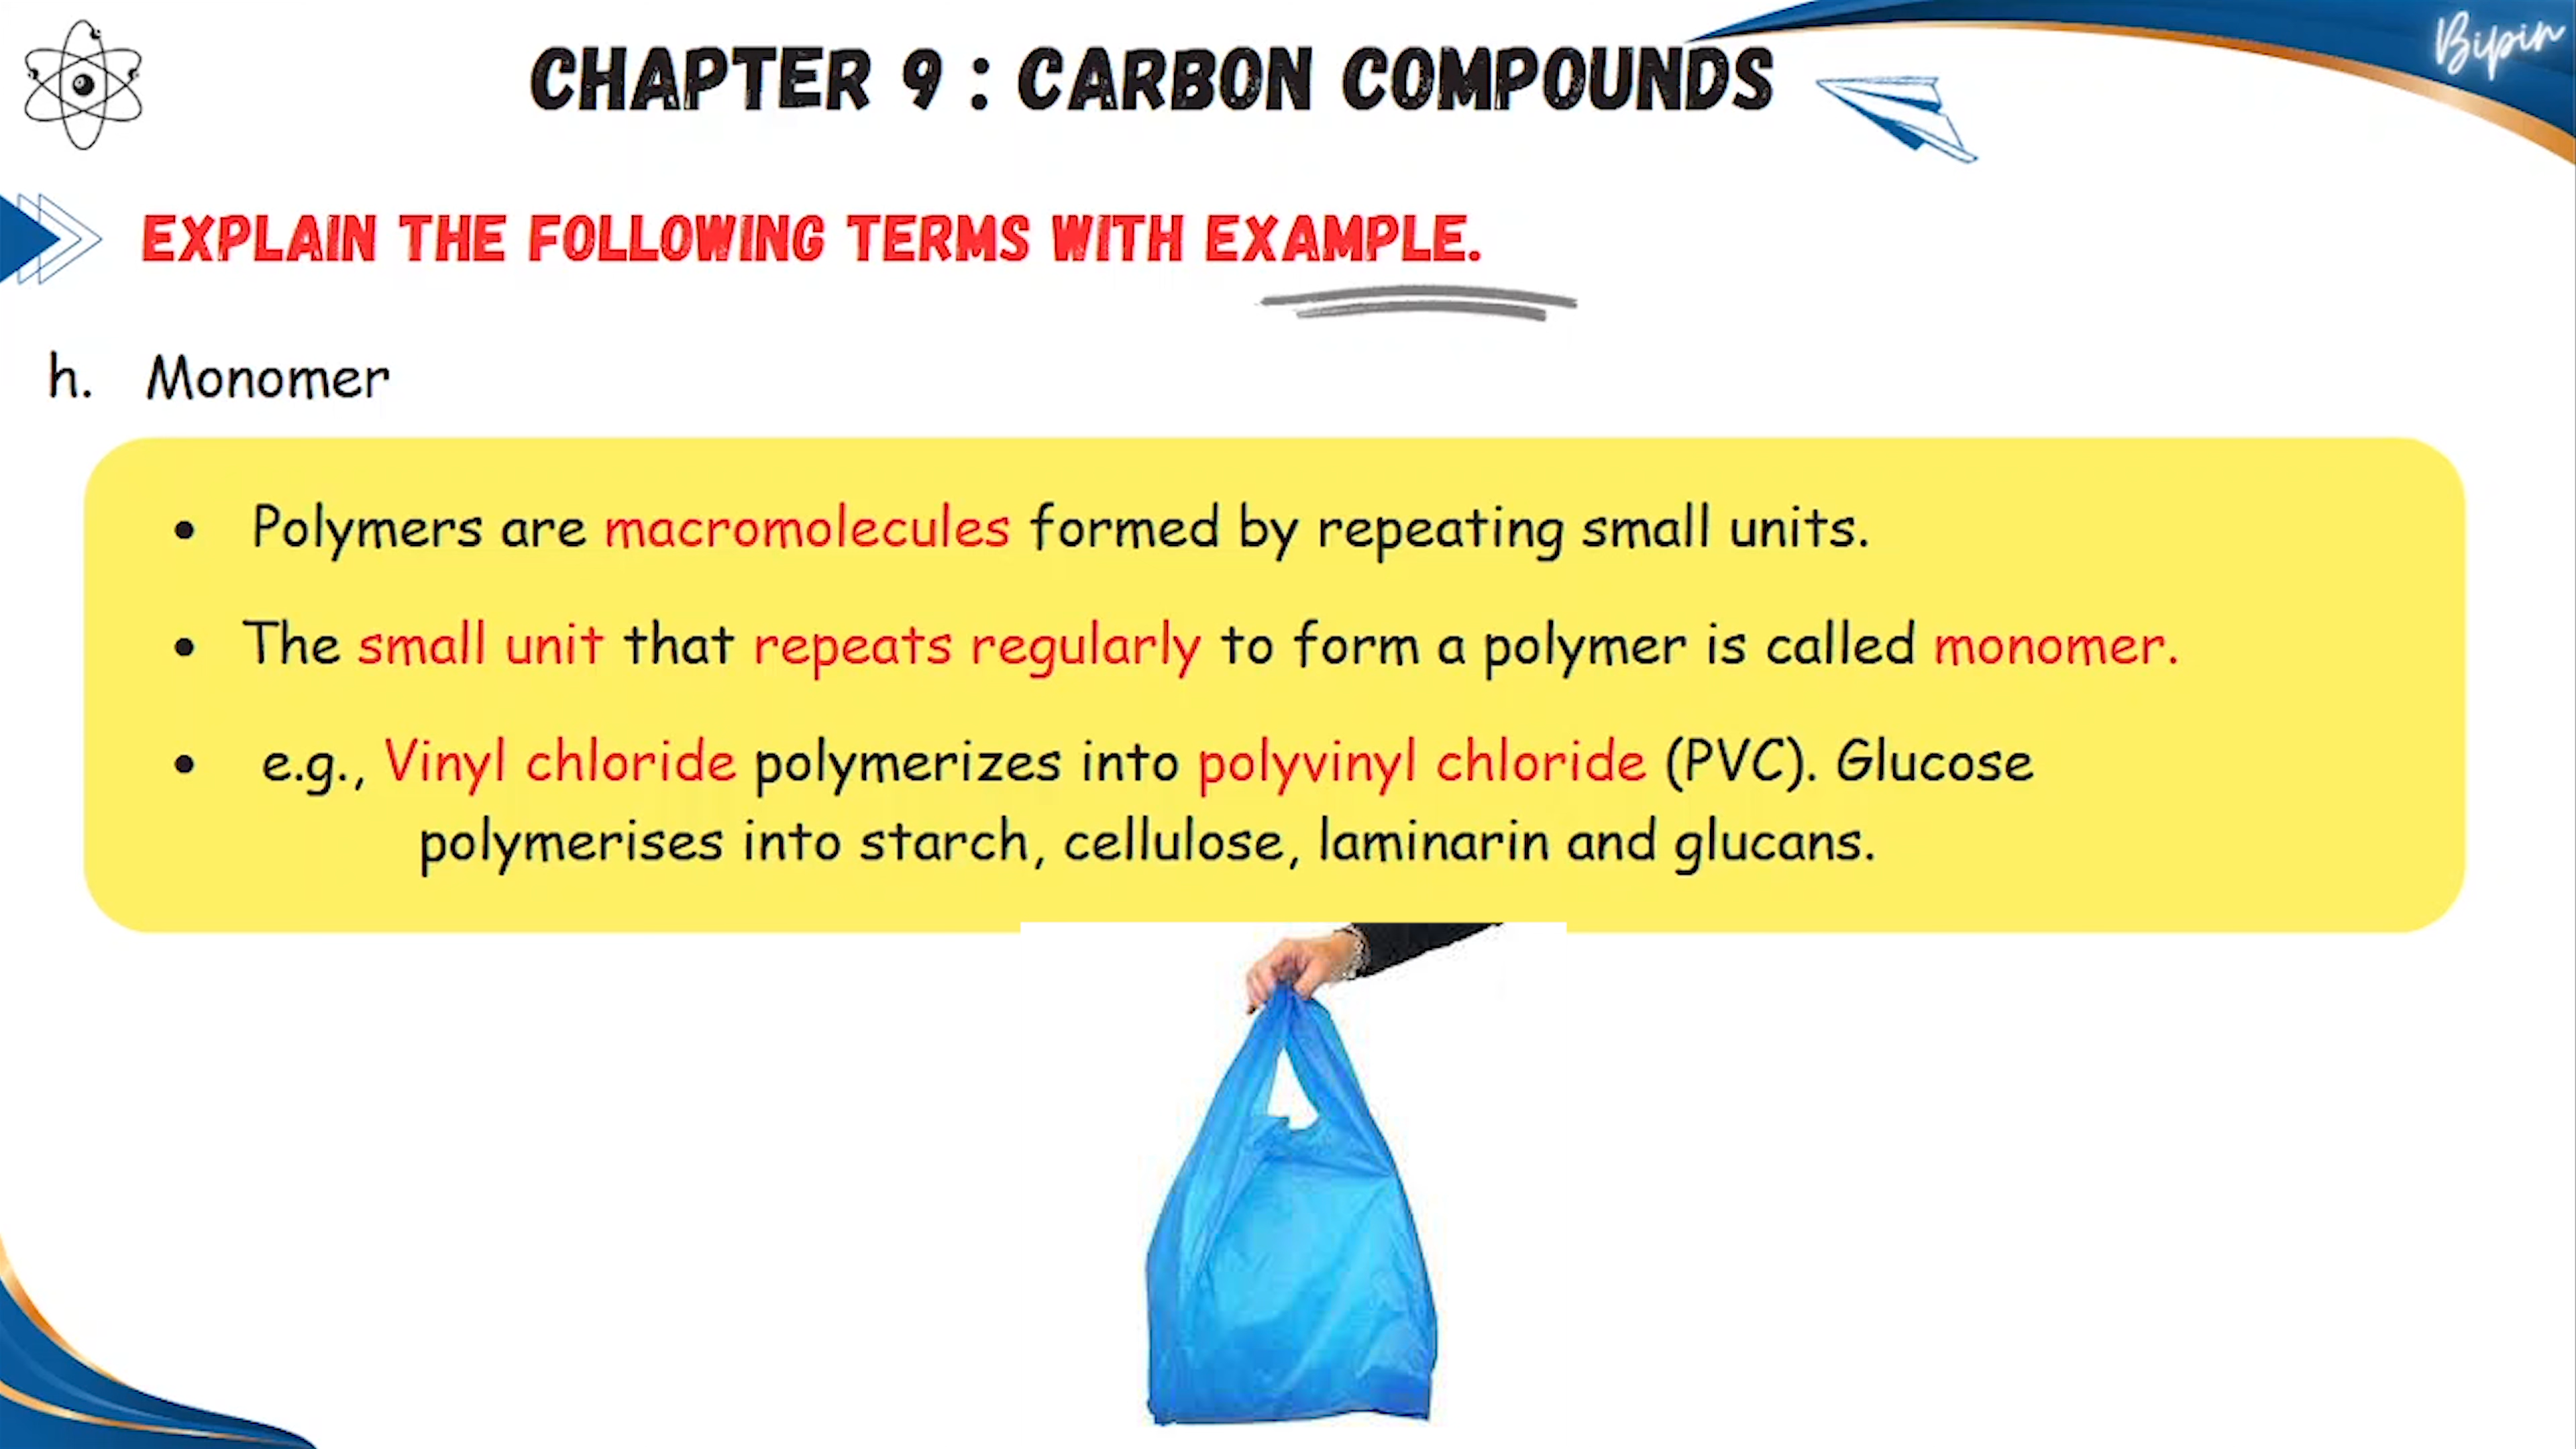 Bipin
CHAPTER 9 : CARBON COMPOUNDS
EXPLAIN THE FOLLOWING TERMS WITH EXAMPLE.
h. Monomer
• Polymers are macromolecules formed by repeating small units.
• The small unit that repeats regularly to form a polymer is called monomer.
• e.g., Vinyl chloride polymerizes into polyvinyl chloride (PVC). Glucose
polymerises into starch, cellulose, laminarin and glucans.